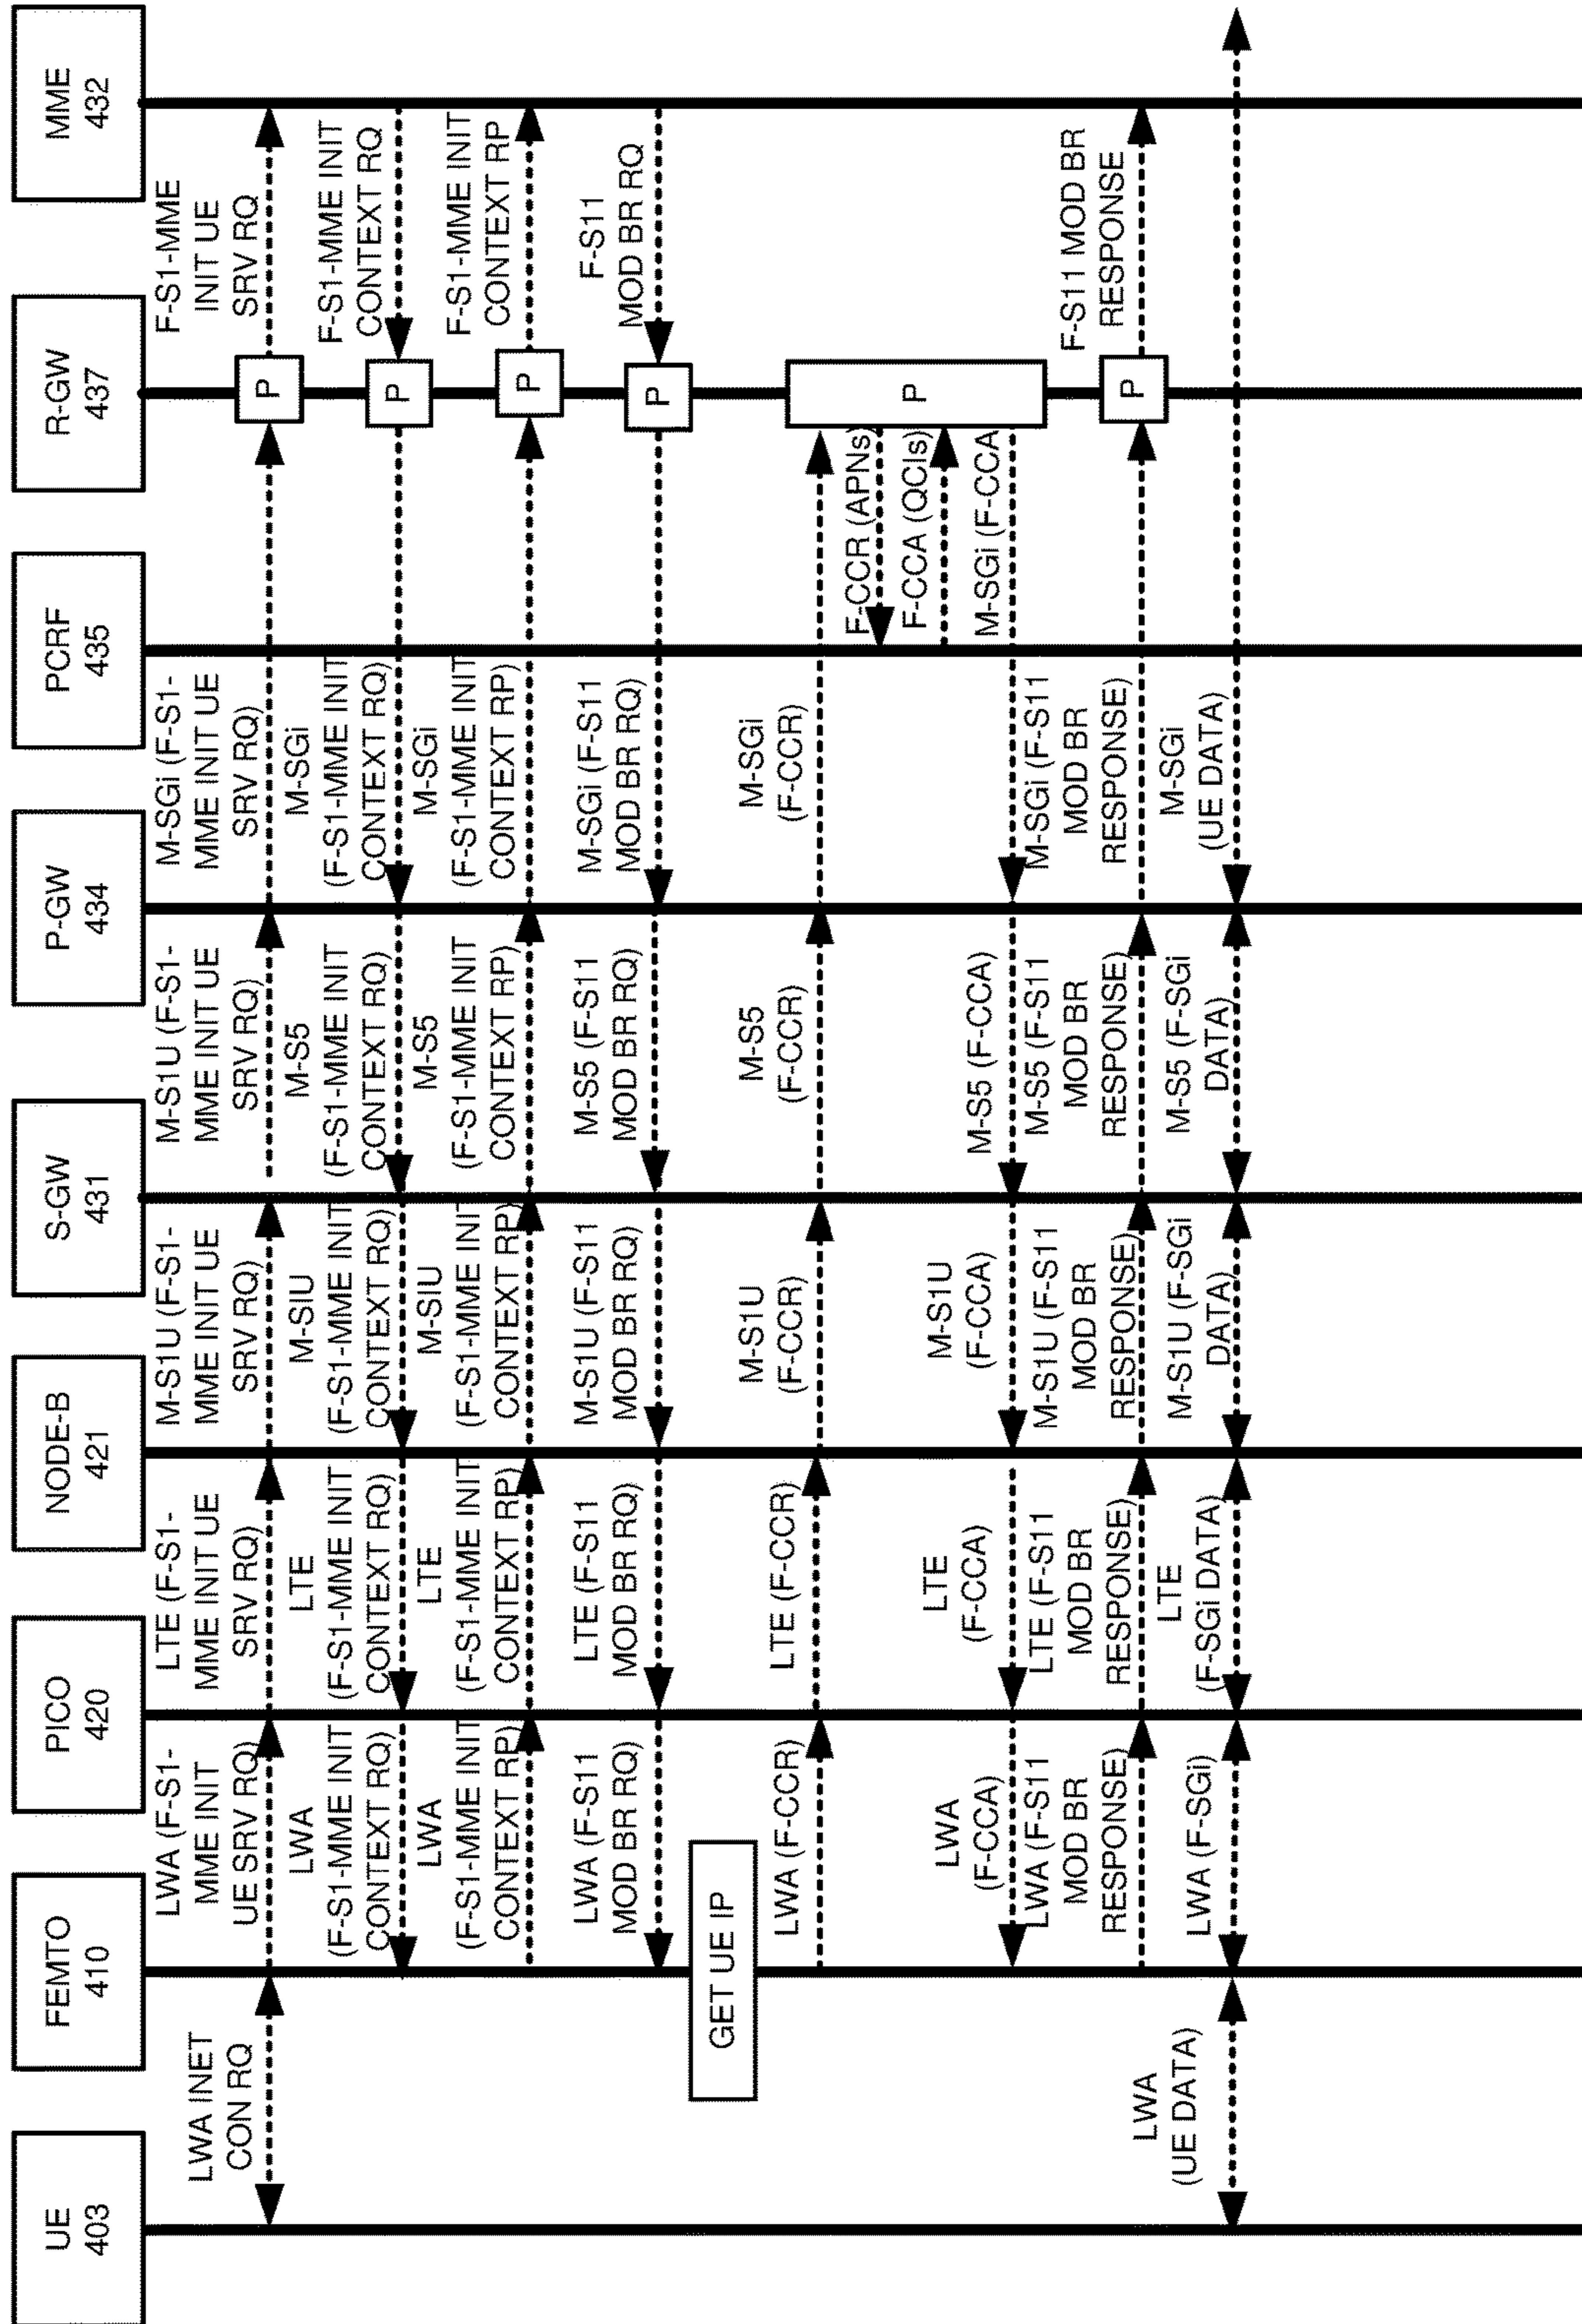 UE
403
FEMTO
410
PICO
420
NODE-B
421
S-GW
431
P-GW
434
PCRF
435
R-GW
437
MME
432
LWA INET
CON RQ
LWA (F-S1-
MME INIT
UE SRV RQ)
LTE (F-S1-
MME INIT UE
SRV RQ)
M-S1U (F-S1-
MME INIT UE
SRV RQ)
M-S1U (F-S1-
MME INIT UE
SRV RQ)
M-SGi (F-S1-
MME INIT UE
SRV RQ)
P
F-S1-MME
INIT UE
SRV RQ
LWA
(F-S1-MME INIT
CONTEXT RQ)
LTE
(F-S1-MME INIT
CONTEXT RQ)
M-SIU
(F-S1-MME INIT
CONTEXT RQ)
M-S5
(F-S1-MME INIT
CONTEXT RQ)
M-SGi
(F-S1-MME INIT
CONTEXT RQ)
P
F-S1-MME INIT
CONTEXT RQ
LWA
(F-S1-MME INIT
CONTEXT RP)
LTE
(F-S1-MME INIT
CONTEXT RP)
M-SIU
(F-S1-MME INIT
CONTEXT RP)
M-S5
(F-S1-MME INIT
CONTEXT RP)
M-SGi
(F-S1-MME INIT
CONTEXT RP)
P
F-S1-MME INIT
CONTEXT RP
LWA (F-S11
MOD BR RQ)
LTE (F-S11
MOD BR RQ)
M-S1U (F-S11
MOD BR RQ)
M-S5 (F-S11
MOD BR RQ)
M-SGi (F-S11
MOD BR RQ)
P
F-S11
MOD BR RQ
GET UE IP
LWA (F-CCR)
LTE (F-CCR)
M-S1U
(F-CCR)
M-S5
(F-CCR)
M-SGi
(F-CCR)
P
F-CCR (APNs)
F-CCA (QCIs)
M-SGi (F-CCA
LWA
(F-CCA)
LTE
(F-CCA)
M-S1U
(F-CCA)
M-S5 (F-CCA)
LWA (F-S11
MOD BR
RESPONSE)
LTE (F-S11
MOD BR
RESPONSE)
M-S1U (F-S11
MOD BR
RESPONSE)
M-S5 (F-S11
MOD BR
RESPONSE)
M-SGi (F-S11
MOD BR
RESPONSE)
P
F-S11 MOD BR
RESPONSE
LWA
(UE DATA)
LWA (F-SGi)
LTE
(F-SGi DATA)
M-S1U (F-SGi
DATA)
M-S5 (F-SGi
DATA)
M-SGi
(UE DATA)